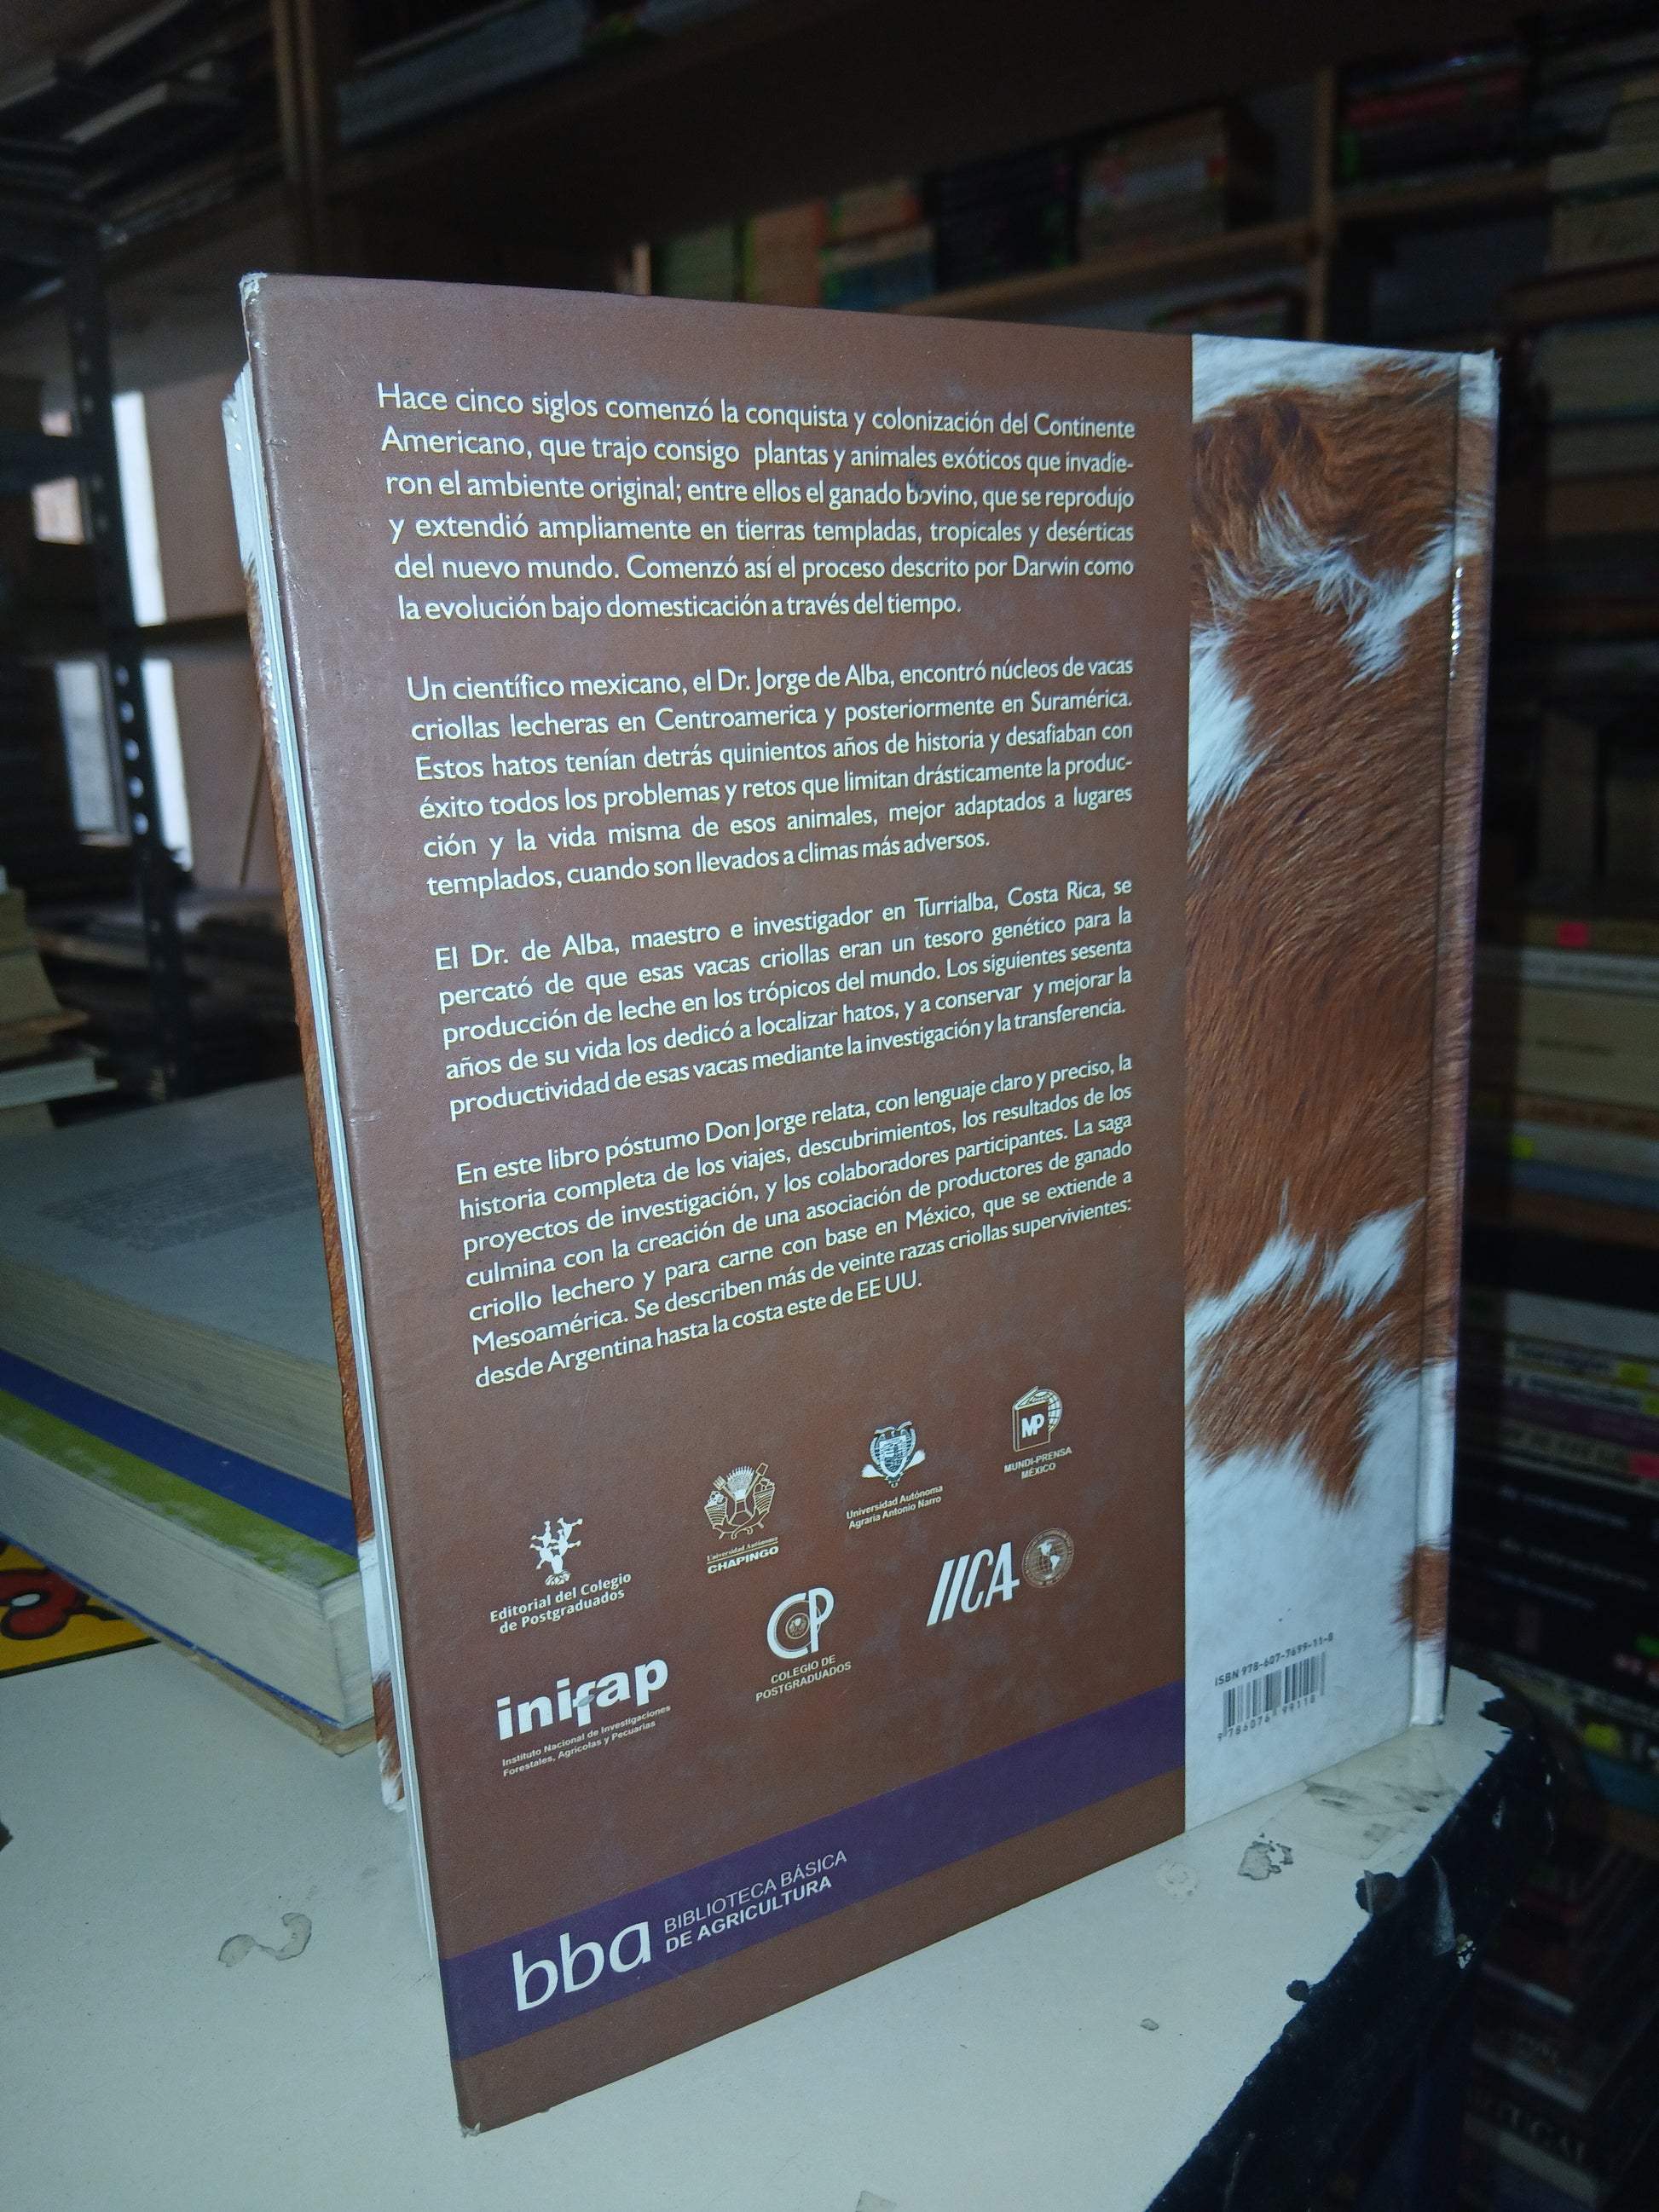 Hace cinco siglos comenzó la conquista y colonización del Continente
Americano, que trajo consigo plantas y animales exóticos que invadie-
ron el ambiente original; entre ellos el ganado bovino, que se reprodujo
y extendió ampliamente en tierras templadas, tropicales y desérticas
del nuevo mundo. Comenzó así el proceso descrito por Darwin como
la evolución bajo domesticación a través del tiempo.
Un científico mexicano, el Dr. Jorge de Alba, encontró núcleos de vacas
criollas lecheras en Centroamerica y posteriormente en Suramérica.
Estos hatos tenían detrás quinientos años de historia y desafiaban con
éxito todos los problemas y retos que limitan drásticamente la produc-
ción y la vida misma de esos animales, mejor adaptados a lugares
templados, cuando son llevados a climas más adversos.
El Dr. de Alba, maestro e investigador en Turrialba, Costa Rica, se
percató de que esas vacas criollas eran un tesoro genético para la
producción de leche en los trópicos del mundo. Los siguientes sesenta
años de su vida los dedicó a localizar hatos, y a conservar y mejorar la
productividad de esas vacas mediante la investigación y la transferencia.
En este libro póstumo Don Jorge relata, con lenguaje claro y preciso, la
historia completa de los viajes, descubrimientos, los resultados de los
proyectos de investigación, y los colaboradores participantes. La saga
culmina con la creación de una asociación de productores de ganado
criollo lechero y para carne con base en México, que se extiende a
Mesoamérica. Se describen más de veinte razas criollas supervivientes:
desde Argentina hasta la costa este de EE UU.
Editorial del Colegio
de Postgraduados
Universidad Autónoma
CHAPINGO
Universidad Autónoma
Agraria Antonio Narro
MP
MUNDI-PRENSA
MÉXICO
inifap
Instituto Nacional de Investigaciones
Forestales, Agrícolas y Pecuarias
CP
COLEGIO DE
POSTGRADUADOS
IICA
ISBN 978-607-7699-11-8
9 786076 99118
bba BIBLIOTECA BÁSICA
DE AGRICULTURA